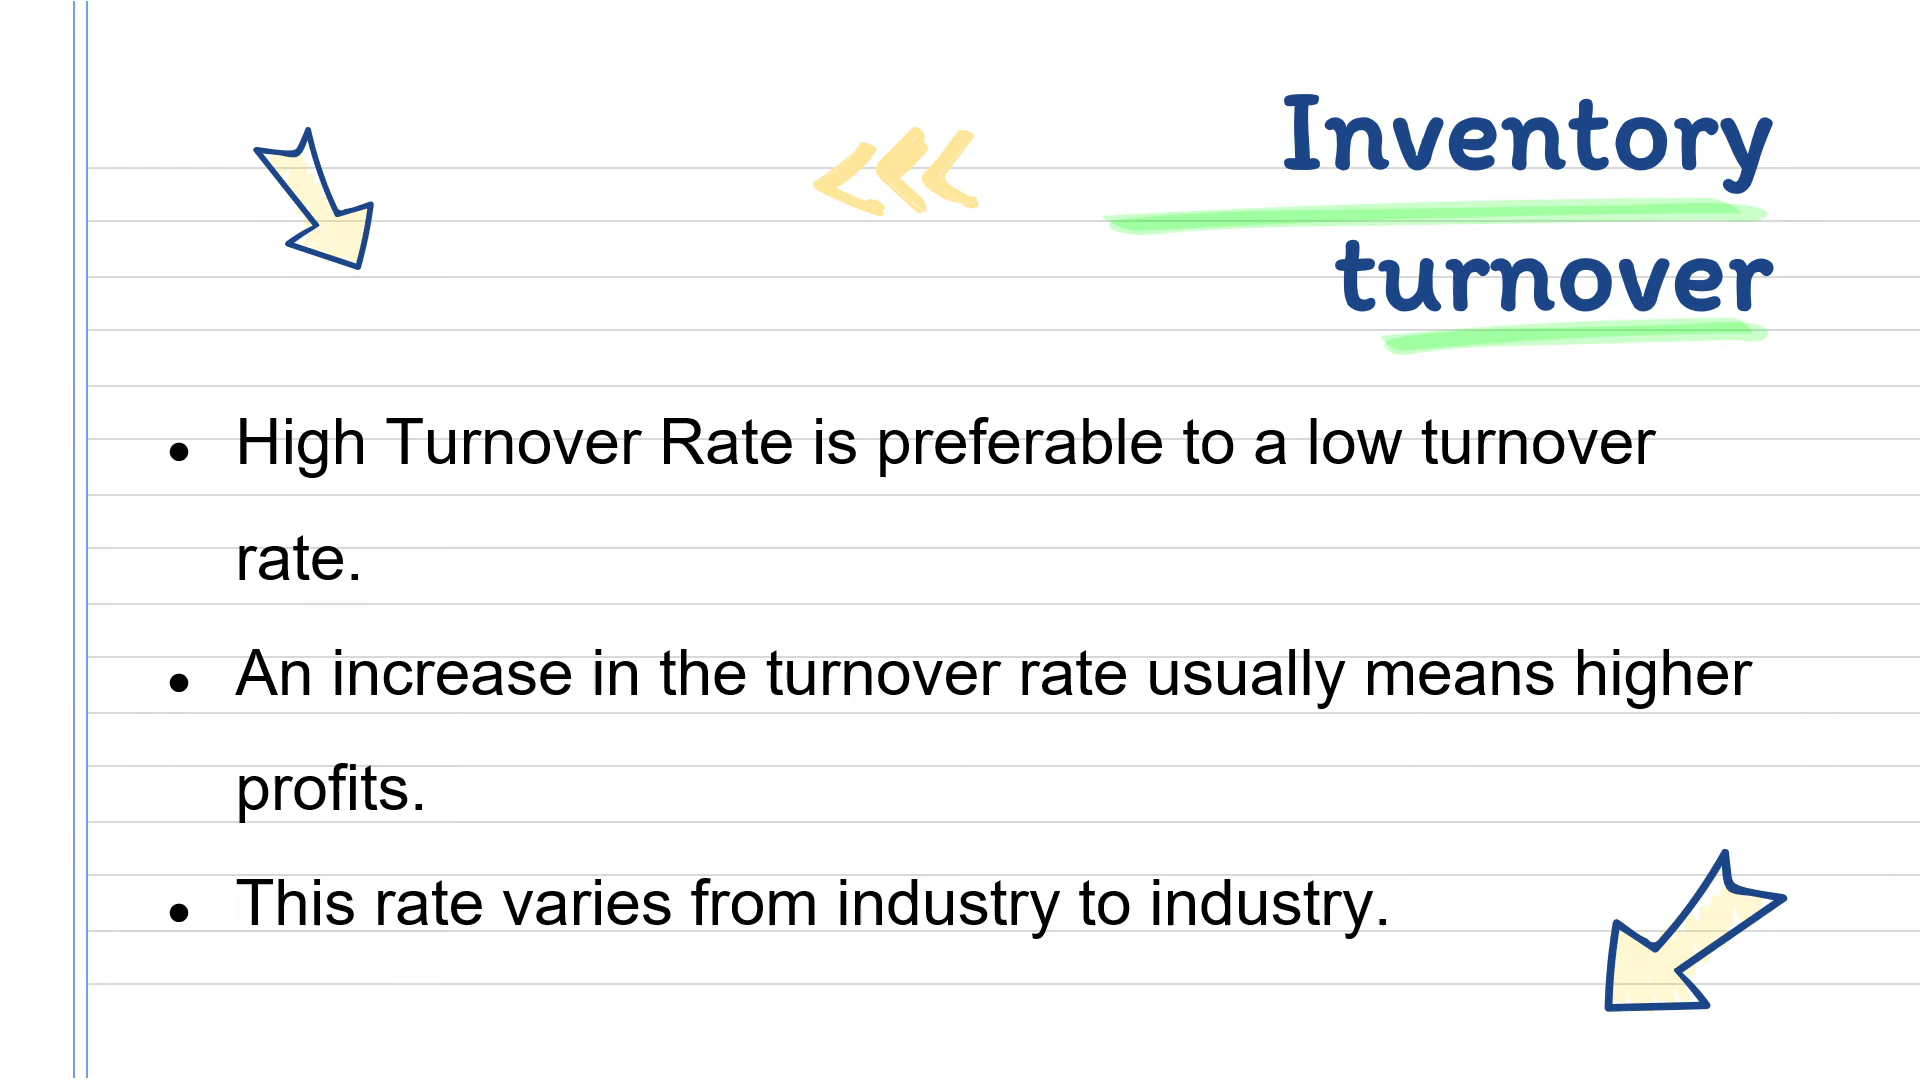 Inventory
turnover
● High Turnover Rate is preferable to a low turnover
rate.
● An increase in the turnover rate usually means higher
profits.
● This rate varies from industry to industry.